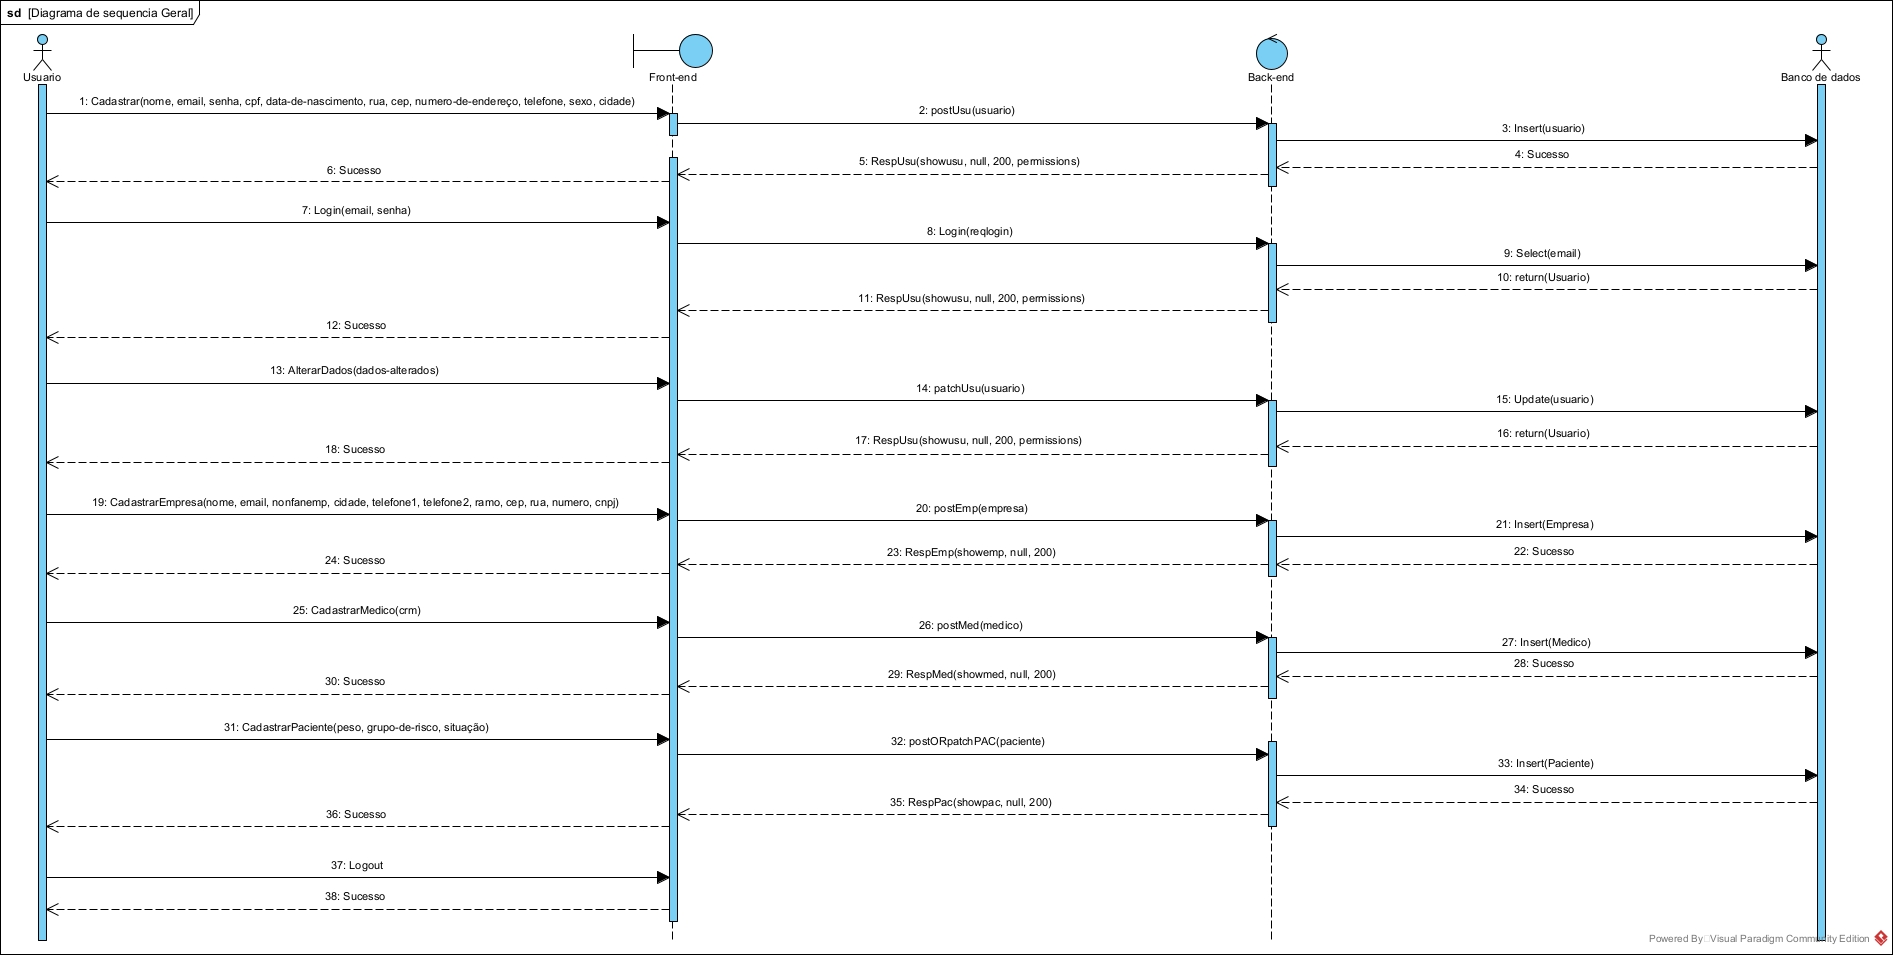 sd [Diagrama de sequencia Geral]
Usuario
Front-end
Back-end
Banco de dados
1: Cadastrar(nome, email, senha, cpf, data-de-nascimento, rua, cep, numero-de-endereço, telefone, sexo, cidade)
2: postUsu(usuario)
3: Insert(usuario)
4: Sucesso
5: RespUsu(showusu, null, 200, permissions)
6: Sucesso
7: Login(email, senha)
8: Login(reqlogin)
9: Select(email)
10: return(Usuario)
11: RespUsu(showusu, null, 200, permissions)
12: Sucesso
13: AlterarDados(dados-alterados)
14: patchUsu(usuario)
15: Update(usuario)
16: return(Usuario)
17: RespUsu(showusu, null, 200, permissions)
18: Sucesso
19: CadastrarEmpresa(nome, email, nonfanemp, cidade, telefone1, telefone2, ramo, cep, rua, numero, cnpj)
20: postEmp(empresa)
21: Insert(Empresa)
22: Sucesso
23: RespEmp(showemp, null, 200)
24: Sucesso
25: CadastrarMedico(crm)
26: postMed(medico)
27: Insert(Medico)
28: Sucesso
29: RespMed(showmed, null, 200)
30: Sucesso
31: CadastrarPaciente(peso, grupo-de-risco, situação)
32: postORpatchPAC(paciente)
33: Insert(Paciente)
34: Sucesso
35: RespPac(showpac, null, 200)
36: Sucesso
37: Logout
38: Sucesso
Powered By Visual Paradigm Community Edition